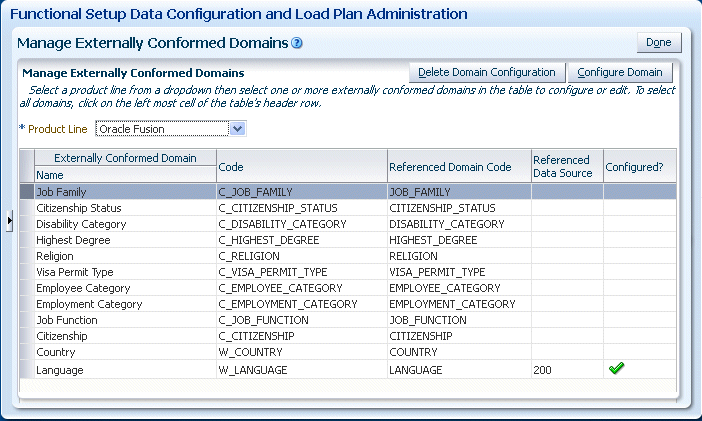 Functional Setup Data Configuration and Load Plan Administration
Manage Externally Conformed Domains
Done
Manage Externally Conformed Domains
Delete Domain Configuration
Configure Domain
Select a product line from a dropdown then select one or more externally conformed domains in the table to configure or edit. To select
all domains, click on the left most cell of the table's header row.
* Product Line Oracle Fusion
Externally Conformed Domain
Name
Code
Referenced Domain Code
Referenced
Data Source
Configured?
Job Family C_JOB_FAMILY JOB_FAMILY
Citizenship Status C_CITIZENSHIP_STATUS CITIZENSHIP_STATUS
Disability Category C_DISABILITY_CATEGORY DISABILITY_CATEGORY
Highest Degree C_HIGHEST_DEGREE HIGHEST_DEGREE
Religion C_RELIGION RELIGION
Visa Permit Type C_VISA_PERMIT_TYPE VISA_PERMIT_TYPE
Employee Category C_EMPLOYEE_CATEGORY EMPLOYEE_CATEGORY
Employment Category C_EMPLOYMENT_CATEGORY EMPLOYMENT_CATEGORY
Job Function C_JOB_FUNCTION JOB_FUNCTION
Citizenship C_CITIZENSHIP CITIZENSHIP
Country W_COUNTRY COUNTRY
Language W_LANGUAGE LANGUAGE 200